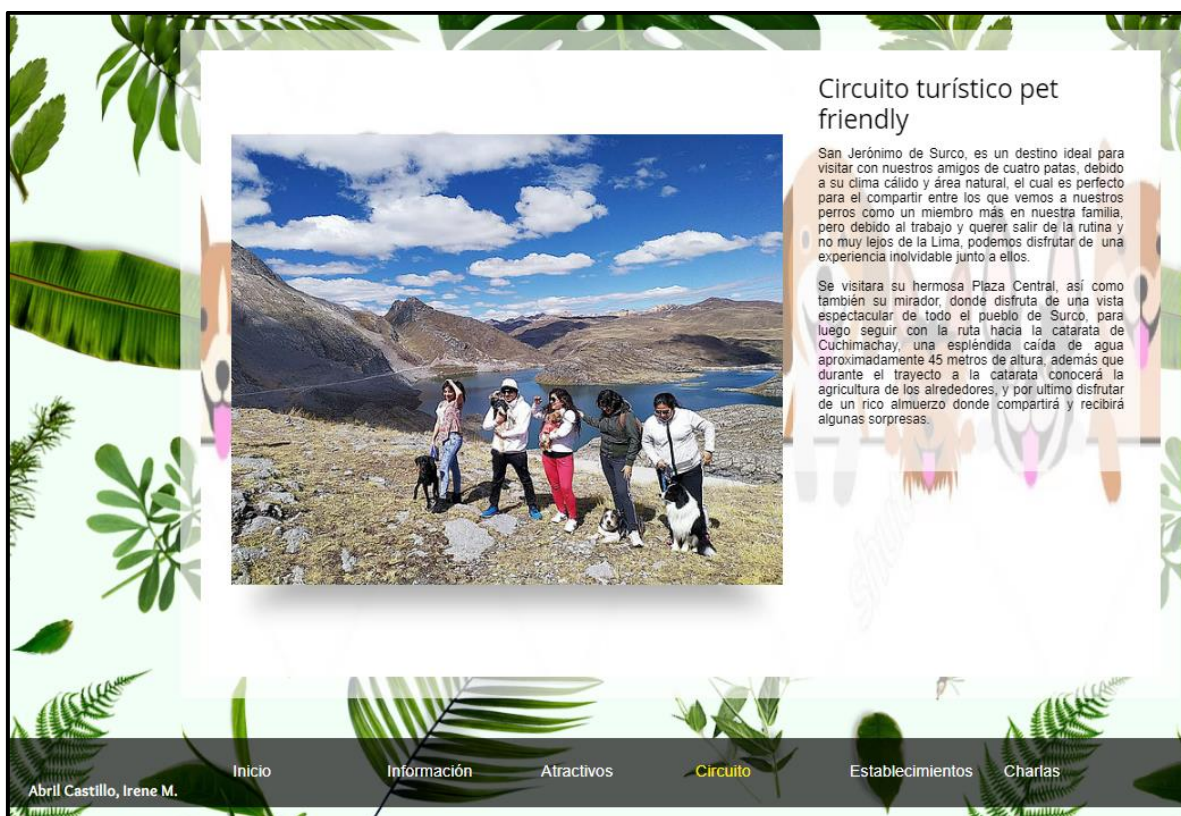 Circuito turístico pet
friendly
San Jerónimo de Surco, es un destino ideal para
visitar con nuestros amigos de cuatro patas, debido
a su clima cálido y área natural, el cual es perfecto
para el compartir entre los que vemos a nuestros
perros como un miembro más en nuestra familia,
pero debido al trabajo y querer salir de la rutina y
no muy lejos de la Lima, podemos disfrutar de una
experiencia inolvidable junto a ellos.
Se visitara su hermosa Plaza Central, así como
también su mirador, donde disfruta de una vista
espectacular de todo el pueblo de Surco, para
luego seguir con la ruta hacia la catarata de
Cuchimachay, una espléndida caída de agua
aproximadamente 45 metros de altura, además que
durante el trayecto a la catarata conocerá la
agricultura de los alrededores, y por ultimo disfrutar
de un rico almuerzo donde compartirá y recibirá
algunas sorpresas.
Inicio Información Atractivos Circuito Establecimientos Charlas
Abril Castillo, Irene M.